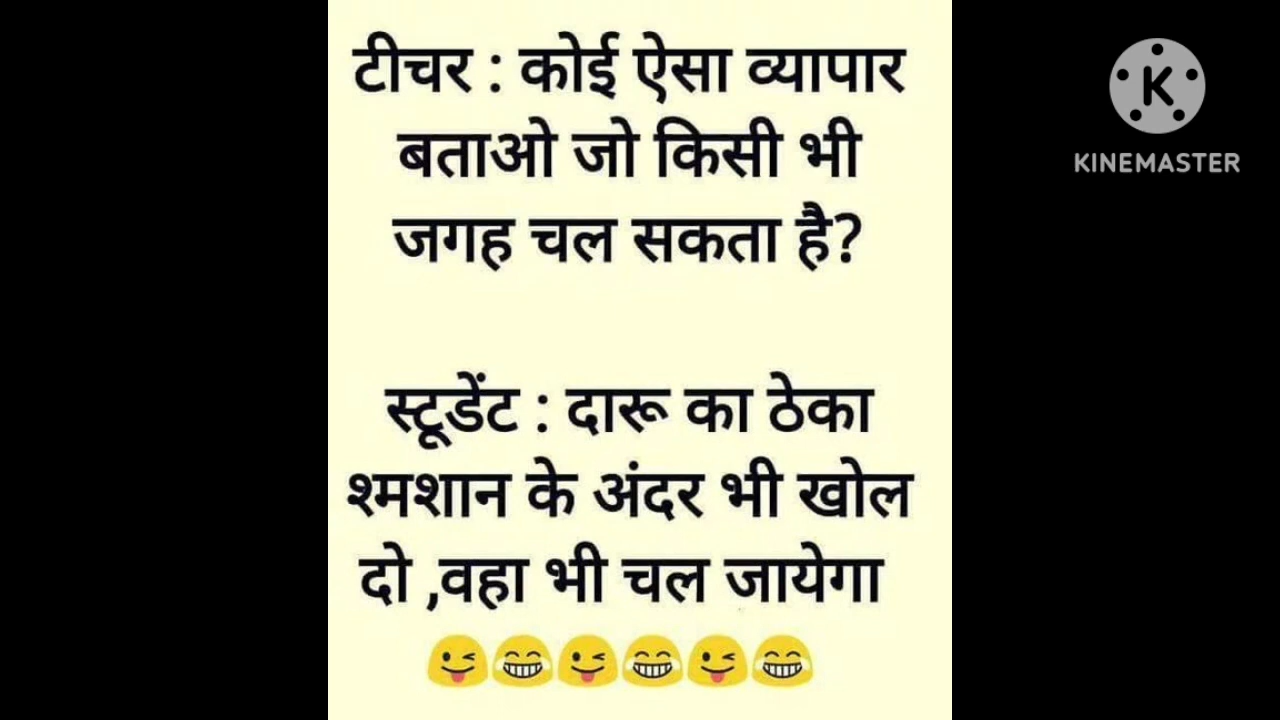 टीचर : कोई ऐसा व्यापार
बताओ जो किसी भी
जगह चल सकता है?
स्टूडेंट : दारू का ठेका
श्मशान के अंदर भी खोल
दो ,वहा भी चल जायेगा
😜😂😜😂😜😂
K
KINEMASTER